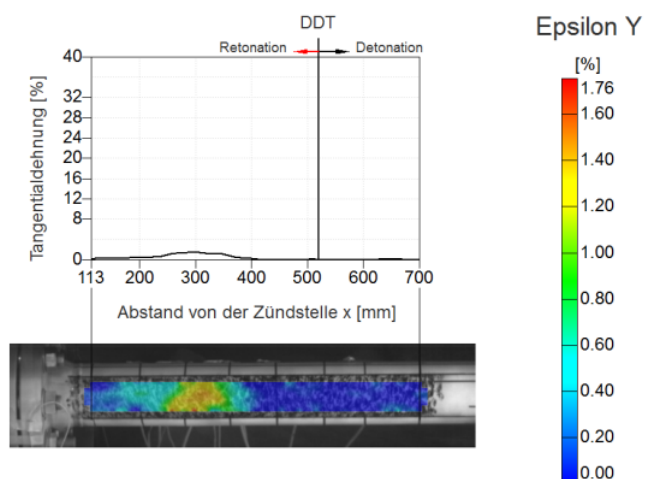 DDT
Retonation
Detonation
Epsilon Y
[%]
Tangentialdehnung [%]
40
32
28
24
20
16
12
8
0
113 200 300 400 500 600 700
Abstand von der Zündstelle x [mm]
1.76
1.60
1.40
1.00
0.80
0.60
0.40
0.20
0.00